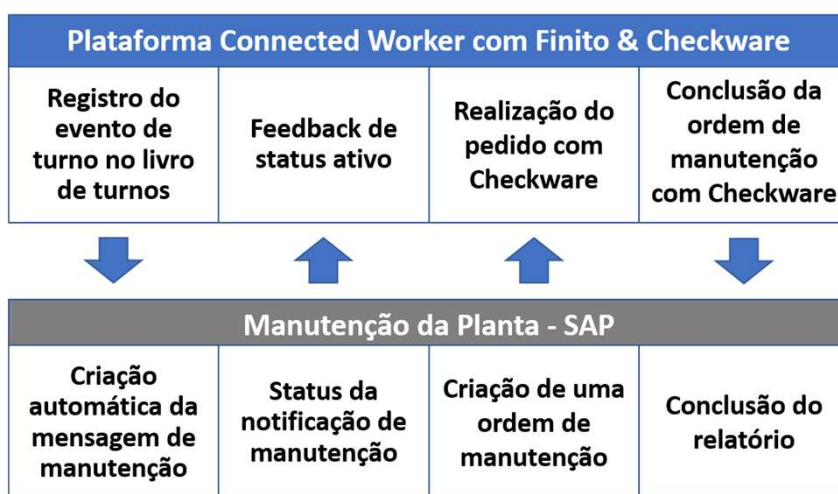 Plataforma Connected Worker com Finito & Checkware
Registro do
evento de
turno no livro
de turnos
Feedback de
status ativo
Realização do
pedido com
Checkware
Conclusão da
ordem de
manutenção
com Checkware
Manutenção da Planta - SAP
Criação
automática da
mensagem de
manutenção
Status da
notificação de
manutenção
Criação de uma
ordem de
manutenção
Conclusão do
relatório